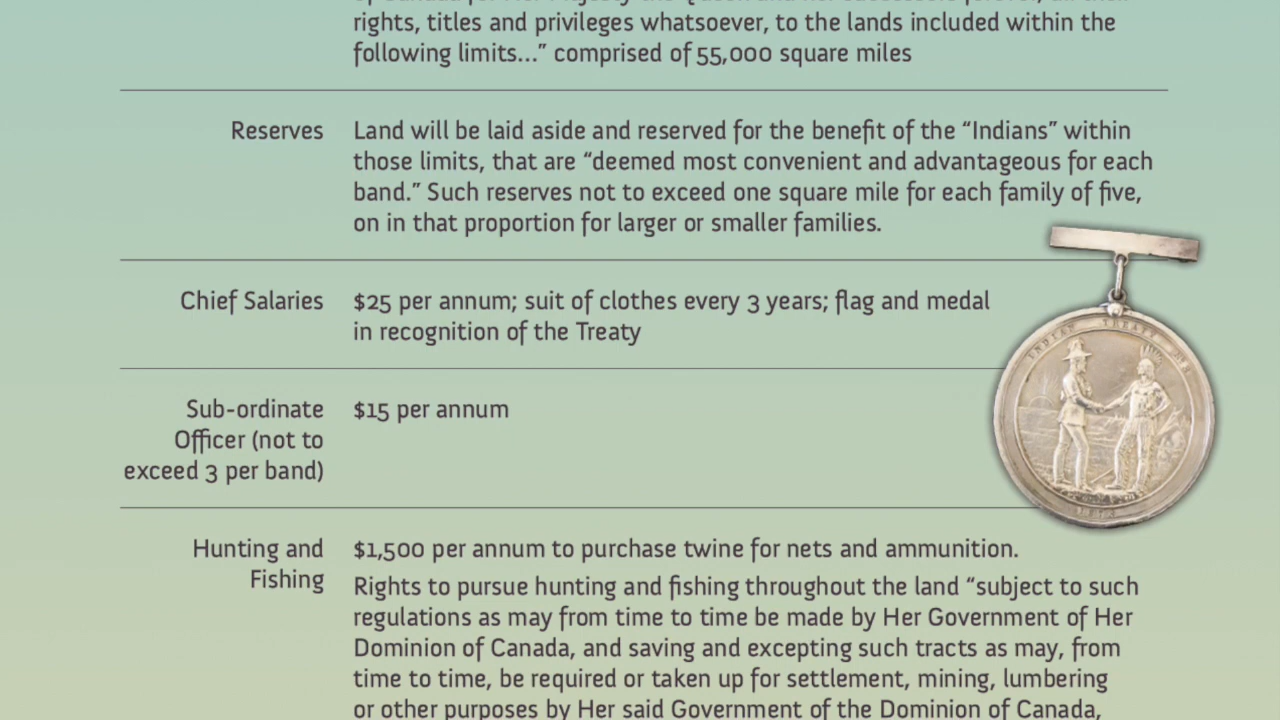 rights, titles and privileges whatsoever, to the lands included within the
following limits...” comprised of 55,000 square miles
Reserves
Land will be laid aside and reserved for the benefit of the “Indians” within
those limits, that are “deemed most convenient and advantageous for each
band.” Such reserves not to exceed one square mile for each family of five,
on in that proportion for larger or smaller families.
Chief Salaries
$25 per annum; suit of clothes every 3 years; flag and medal
in recognition of the Treaty
INDIAN TREATY
Sub-ordinate
Officer (not to
exceed 3 per band)
$15 per annum
Hunting and
Fishing
$1,500 per annum to purchase twine for nets and ammunition.
Rights to pursue hunting and fishing throughout the land “subject to such
regulations as may from time to time be made by Her Government of Her
Dominion of Canada, and saving and excepting such tracts as may, from
time to time, be required or taken up for settlement, mining, lumbering
or other purposes by Her said Government of the Dominion of Canada,